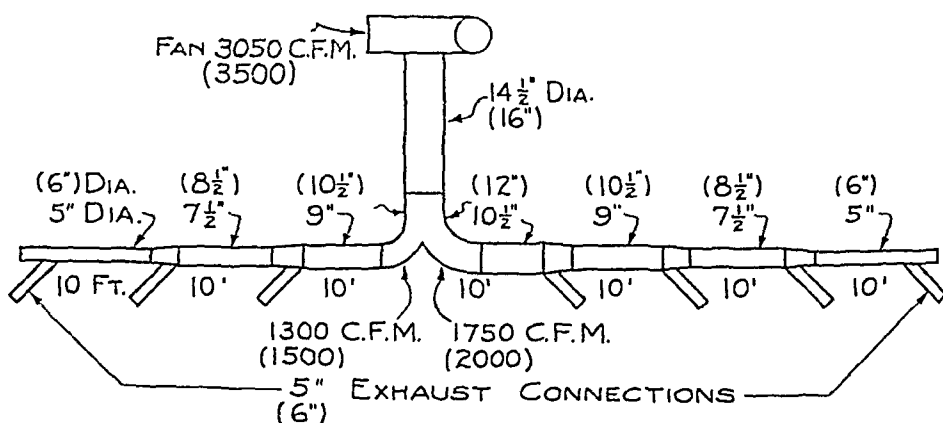 FAN 3050 C.F.M.
(3500)
14 1/2" DIA.
(16")
(6") DIA. (8 1/2") (10 1/2") (12") (10 1/2") (8 1/2") (6")
5" DIA. 7 1/2" 9" 10 1/2" 9" 7 1/2" 5"
10 FT. 10' 10' 10' 10' 10' 10'
1300 C.F.M. 1750 C.F.M.
(1500) (2000)
5" EXHAUST CONNECTIONS
(6")